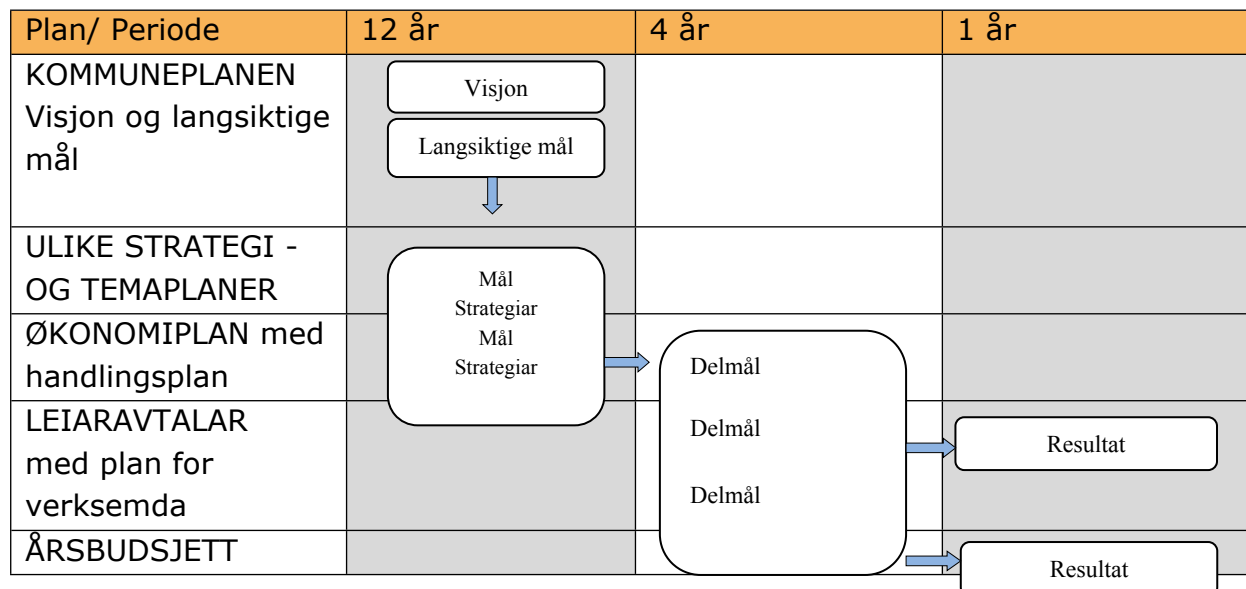 Plan/ Periode
12 år
4 år
1 år
KOMMUNEPLANEN
Visjon og langsiktige
mål
Visjon
Langsiktige mål
ULIKE STRATEGI -
OG TEMAPLANER
Mål
Strategiar
Mål
Strategiar
ØKONOMIPLAN med
handlingsplan
Delmål
Delmål
Delmål
LEIARAVTALAR
med plan for
verksemda
Resultat
ÅRSBUDSJETT
Resultat